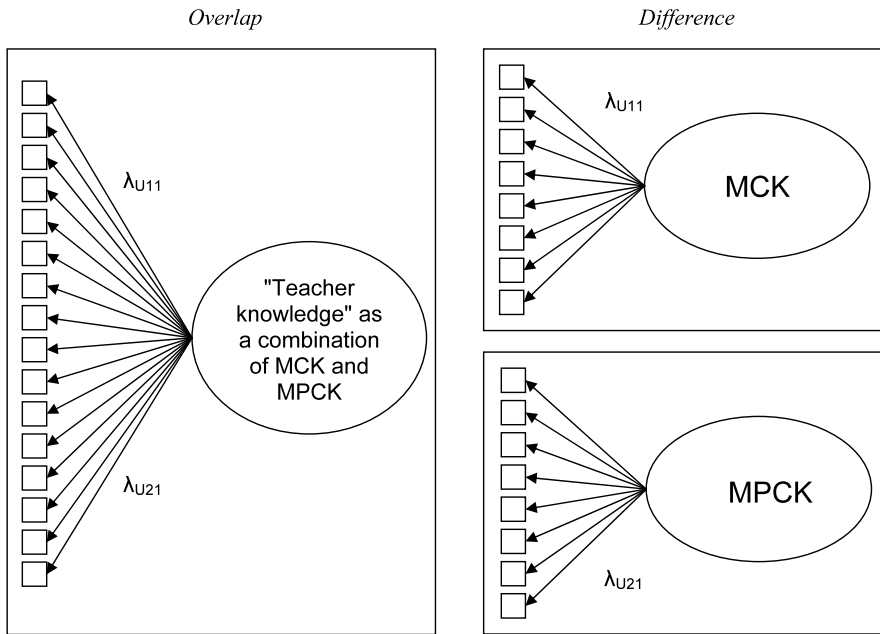 Overlap
λU11
"Teacher
knowledge" as
a combination
of MCK and
MPCK
λU21
Difference
λU11
MCK
MPCK
λU21